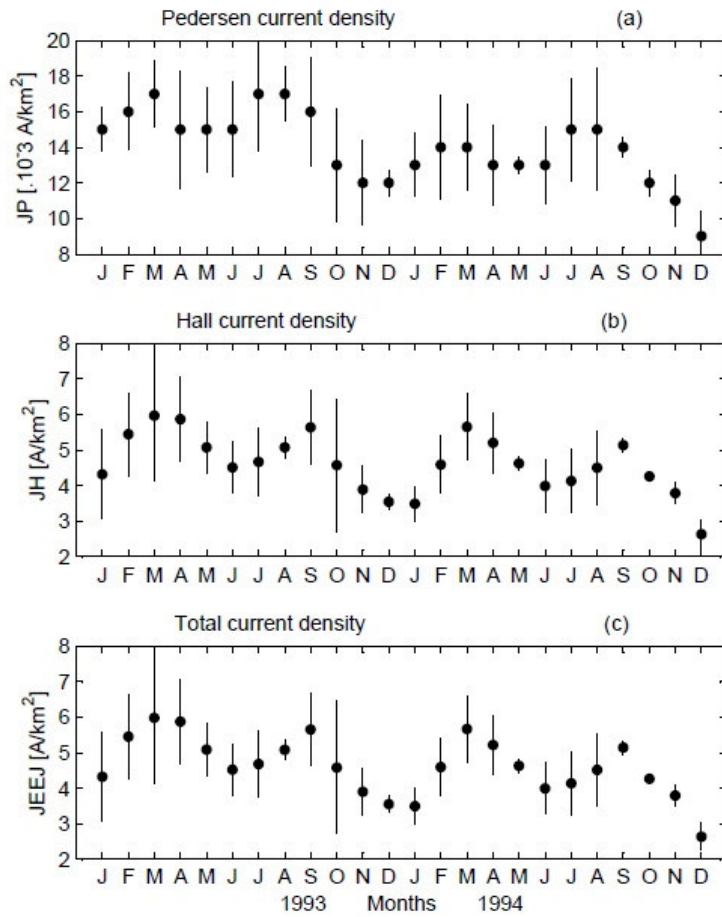 Pedersen current density (a)
JP [.10-3 A/km2]
20
18
16
14
12
10
8
J F M A M J J A S O N D J F M A M J J A S O N D
Hall current density (b)
JH [A/km2]
8
7
6
5
4
3
2
J F M A M J J A S O N D J F M A M J J A S O N D
Total current density (c)
JEEJ [A/km2]
8
7
6
5
4
3
2
J F M A M J J A S O N D J F M A M J J A S O N D
1993 Months 1994